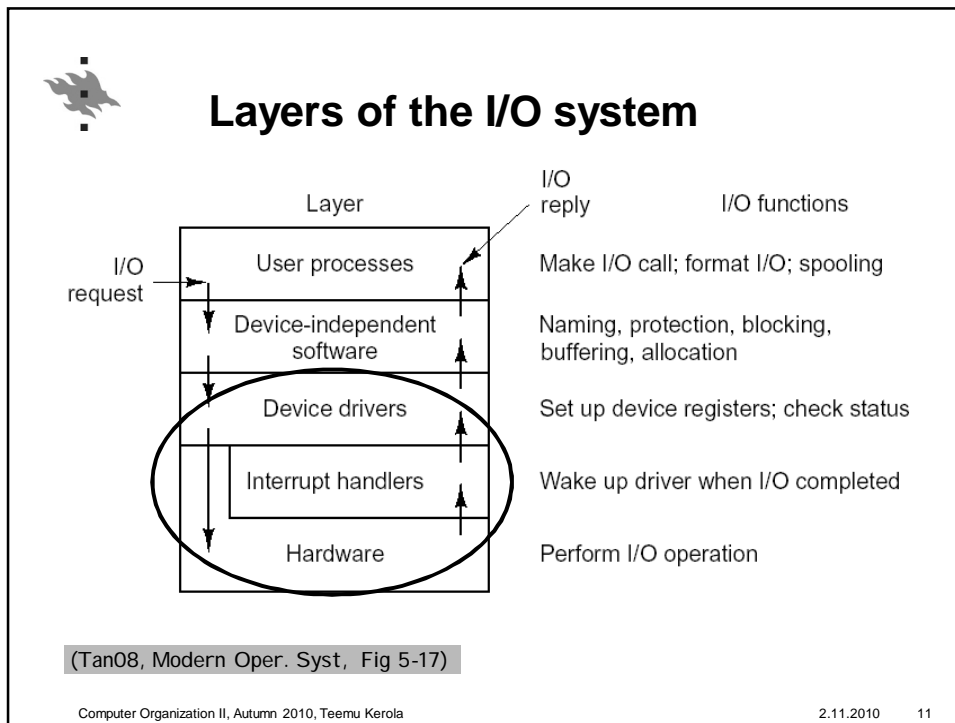 Layers of the I/O system
Layer
I/O
reply
I/O functions
I/O
request
User processes
Make I/O call; format I/O; spooling
Device-independent
software
Naming, protection, blocking,
buffering, allocation
Device drivers
Set up device registers; check status
Interrupt handlers
Wake up driver when I/O completed
Hardware
Perform I/O operation
(Tan08, Modern Oper. Syst, Fig 5-17)
Computer Organization II, Autumn 2010, Teemu Kerola
2.11.2010
11